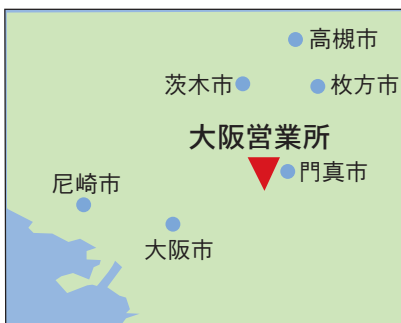 高槻市
茨木市
枚方市
大阪営業所
門真市
尼崎市
大阪市